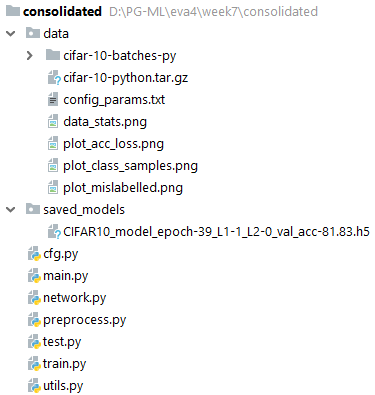 consolidated D:\PG-ML\eva4\week7\consolidated
data
cifar-10-batches-py
cifar-10-python.tar.gz
config_params.txt
data_stats.png
plot_acc_loss.png
plot_class_samples.png
plot_mislabelled.png
saved_models
CIFAR10_model_epoch-39_L1-1_L2-0_val_acc-81.83.h5
cfg.py
main.py
network.py
preprocess.py
test.py
train.py
utils.py